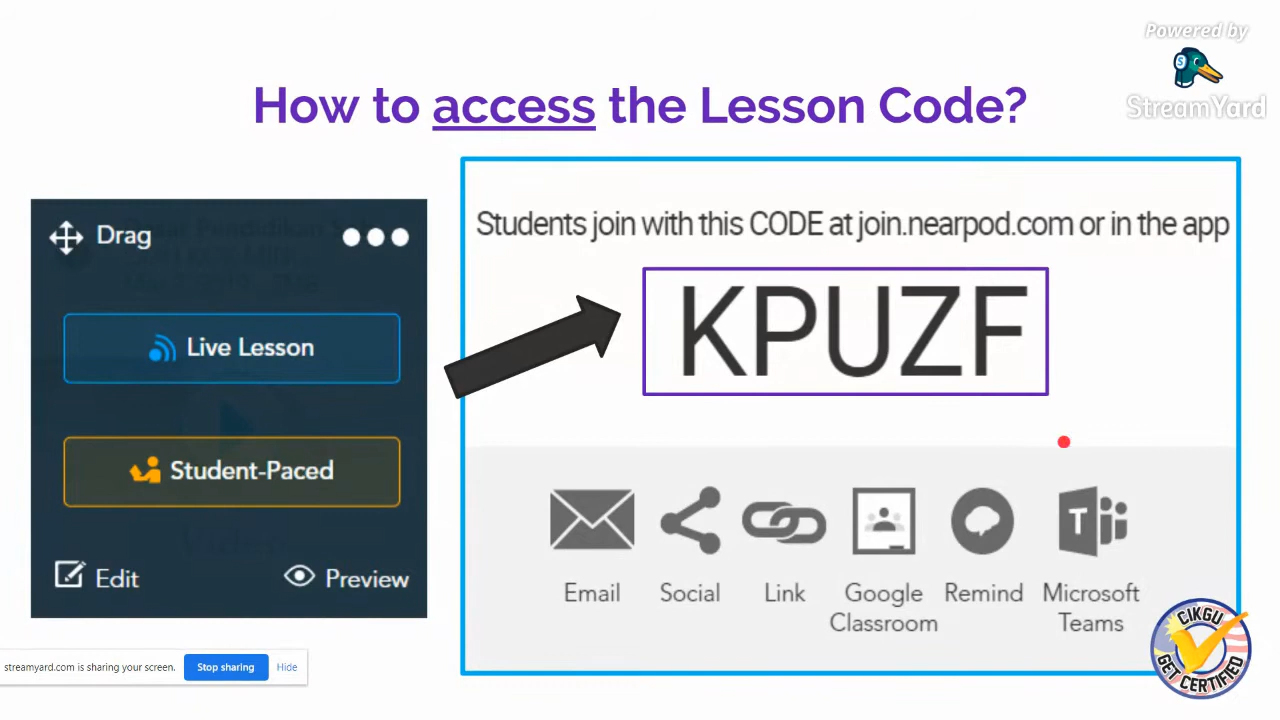 Powered by
StreamYard
How to access the Lesson Code?
Drag
Live Lesson
Student-Paced
Edit
Preview
Students join with this CODE at join.nearpod.com or in the app
KPUZF
Email
Social
Link
Google
Classroom
Remind
Microsoft
Teams
CIKGU
GET CERTIFIED
streamyard.com is sharing your screen.
Stop sharing
Hide